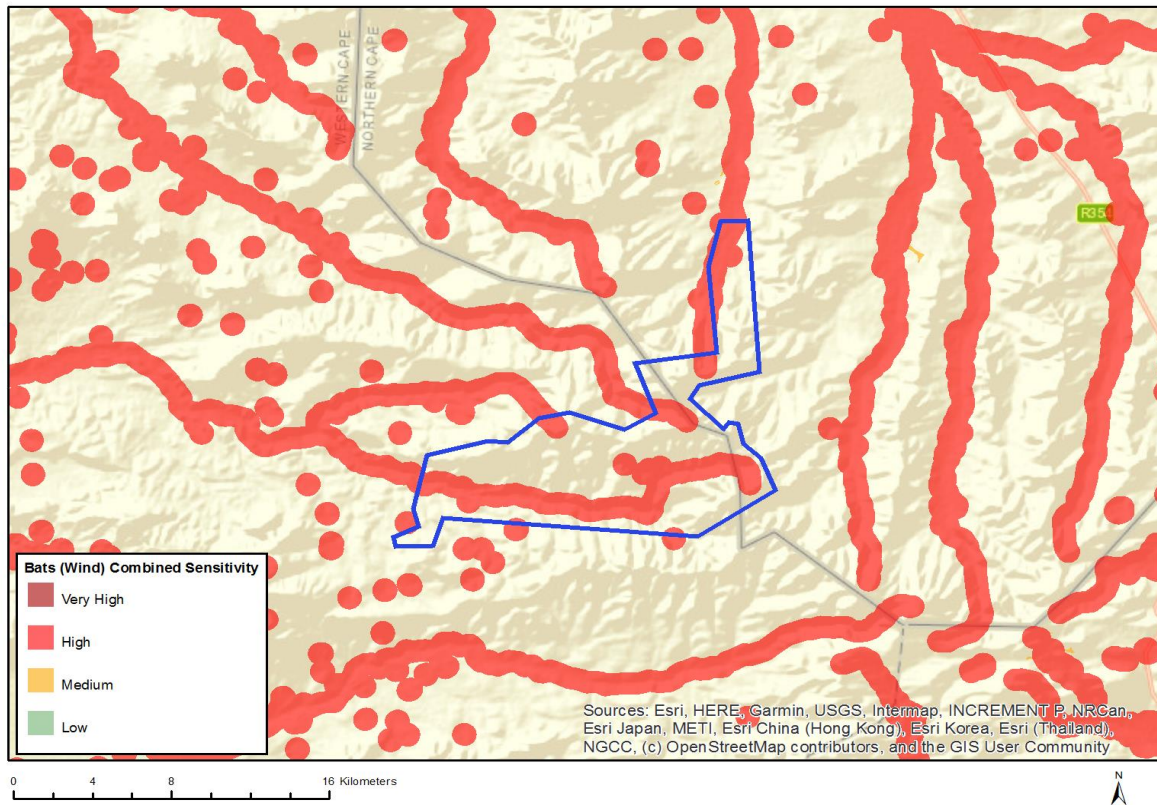 WESTERN CAPE
NORTHERN CAPE
R354
Bats (Wind) Combined Sensitivity
Very High
High
Medium
Low
Sources: Esri, HERE, Garmin, USGS, Intermap, INCREMENT P, NRCan,
Esri Japan, METI, Esri China (Hong Kong), Esri Korea, Esri (Thailand),
NGCC, (c) OpenStreetMap contributors, and the GIS User Community
0 4 8 16 Kilometers
N